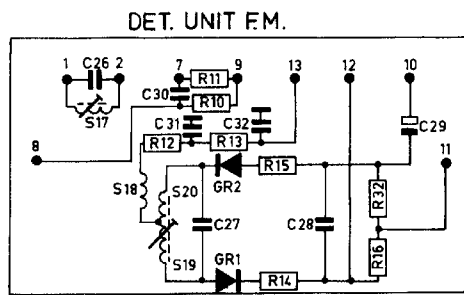 DET. UNIT F.M.
1 C26 2 7 9 13 12 10
R11
C30 R10
S17 C31 C32 C29
8 R12 R13 11
S18 S20 GR2 R15 R32
C27 C28
S19 GR1 R14 R16